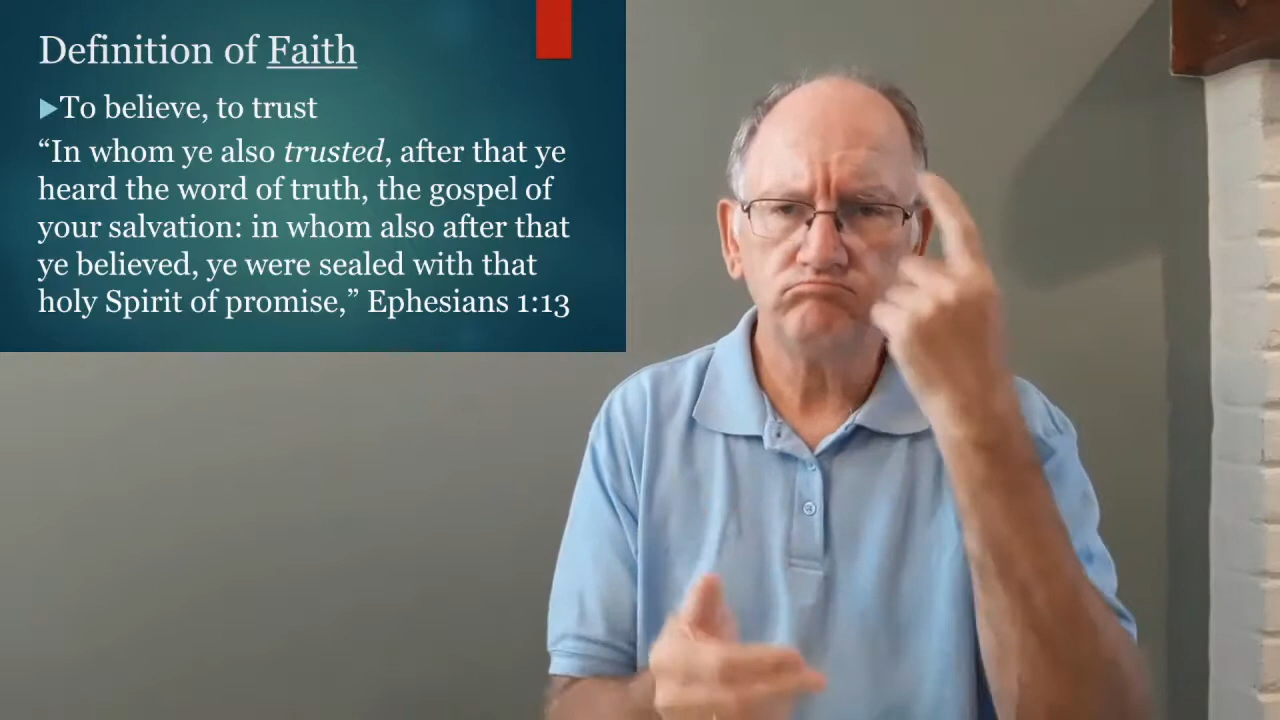 Definition of Faith
To believe, to trust
“In whom ye also trusted, after that ye
heard the word of truth, the gospel of
your salvation: in whom also after that
ye believed, ye were sealed with that
holy Spirit of promise,” Ephesians 1:13